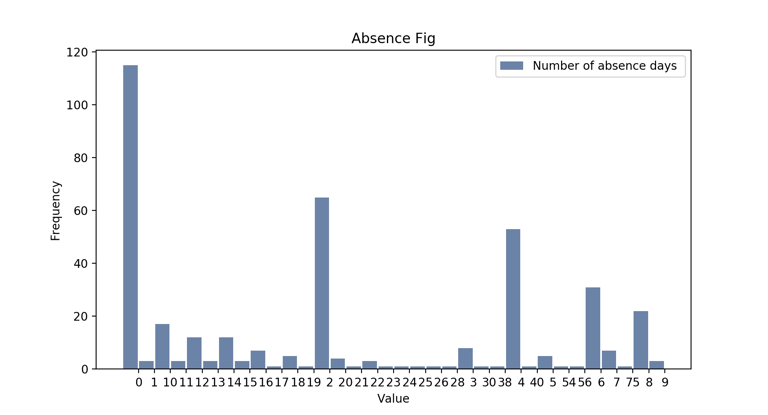 Absence Fig
Number of absence days
120
100
80
60
40
20
0
Frequency
0 1 10 11 12 13 14 15 16 17 18 19 2 20 21 22 23 24 25 26 28 3 30 38 4 40 5 54 56 6 7 75 8 9
Value